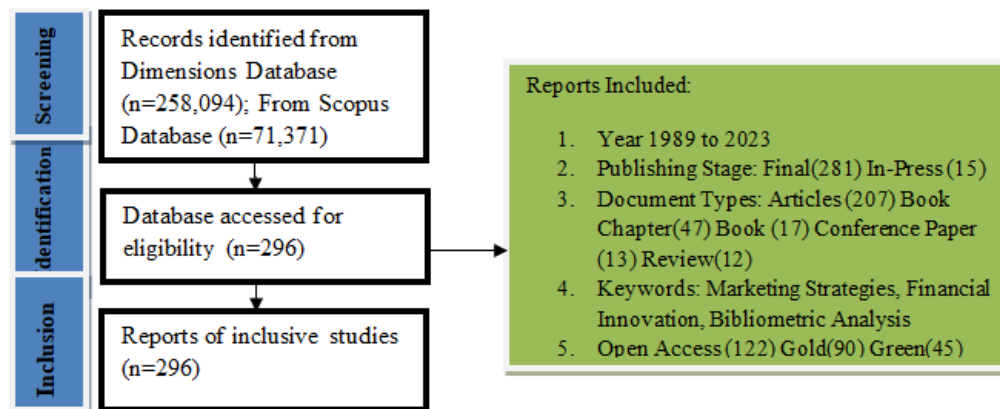 Screening
Records identified from
Dimensions Database
(n=258,094); From Scopus
Database (n=71,371)
Identification
Database accessed for
eligibility (n=296)
Inclusion
Reports of inclusive studies
(n=296)
Reports Included:
1. Year 1989 to 2023
2. Publishing Stage: Final(281) In-Press (15)
3. Document Types: Articles (207) Book
Chapter(47) Book (17) Conference Paper
(13) Review(12)
4. Keywords: Marketing Strategies, Financial
Innovation, Bibliometric Analysis
5. Open Access (122) Gold(90) Green(45)